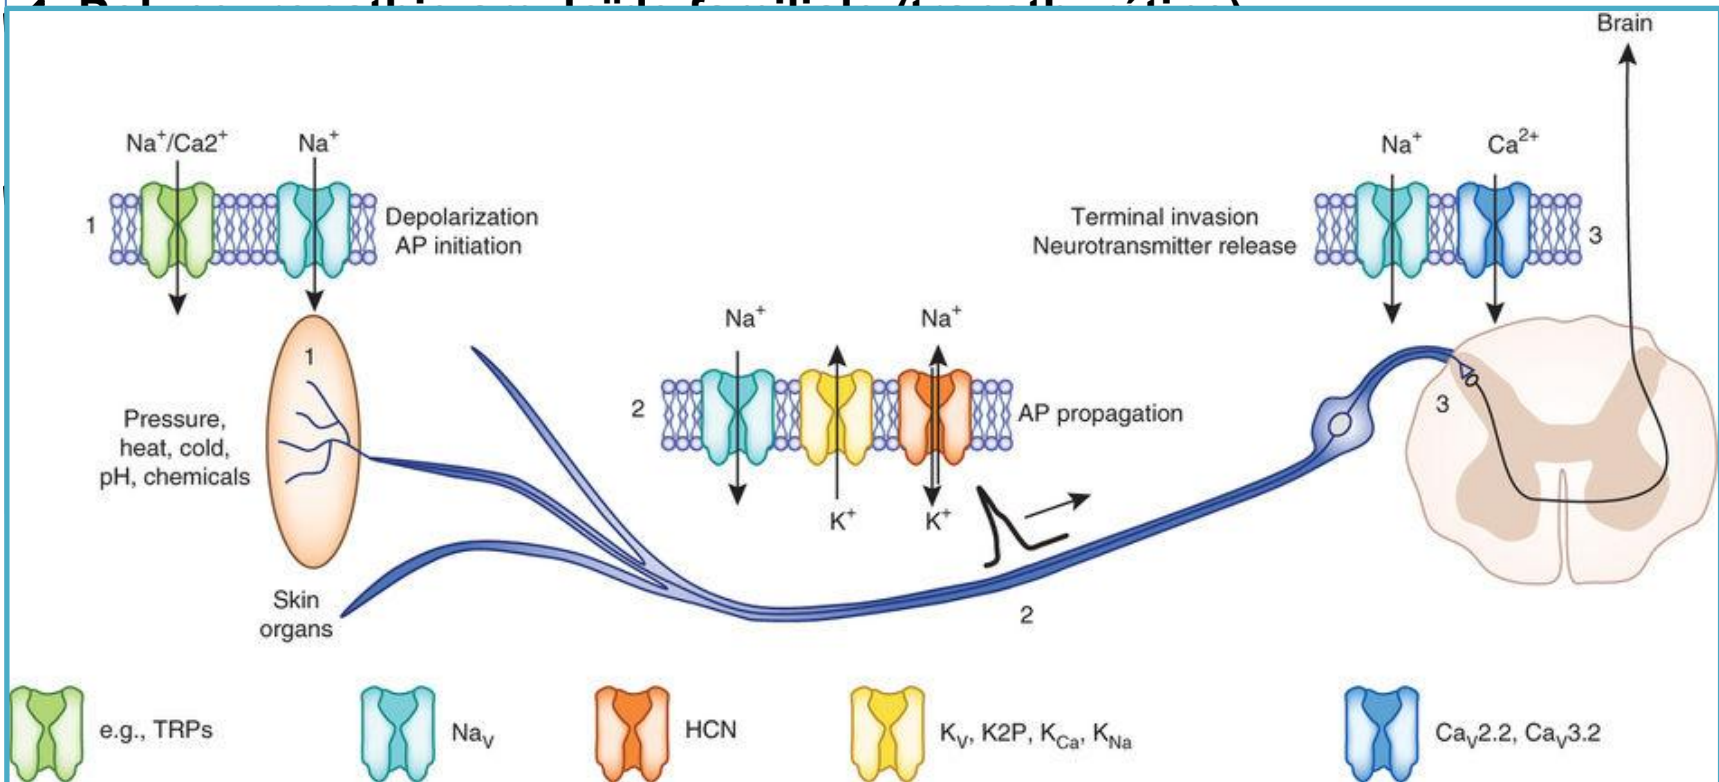 Brain
Na+/Ca2+
Na+
Na+
Ca2+
1
Depolarization
AP initiation
Terminal invasion
Neurotransmitter release
3
Na+
Na+
1
2
AP propagation
3
Pressure,
heat, cold,
pH, chemicals
K+
K+
Skin
organs
2
e.g., TRPs
NaV
HCN
KV, K2P, KCa, KNa
CaV2.2, CaV3.2